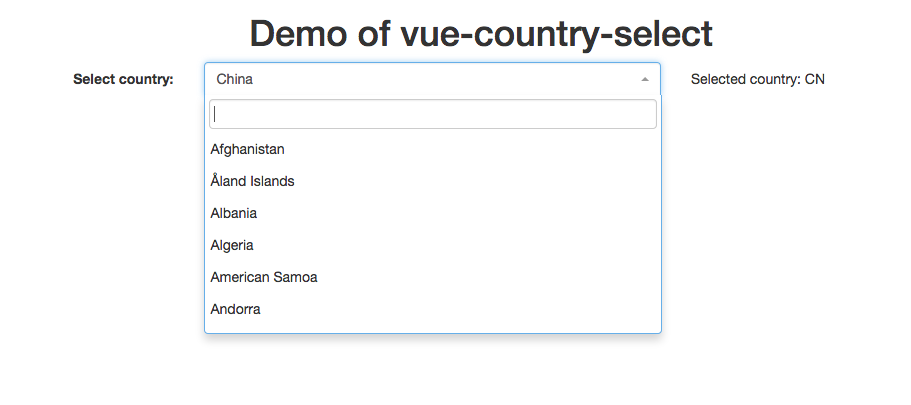 Demo of vue-country-select
Select country: China Selected country: CN
Afghanistan
Åland Islands
Albania
Algeria
American Samoa
Andorra